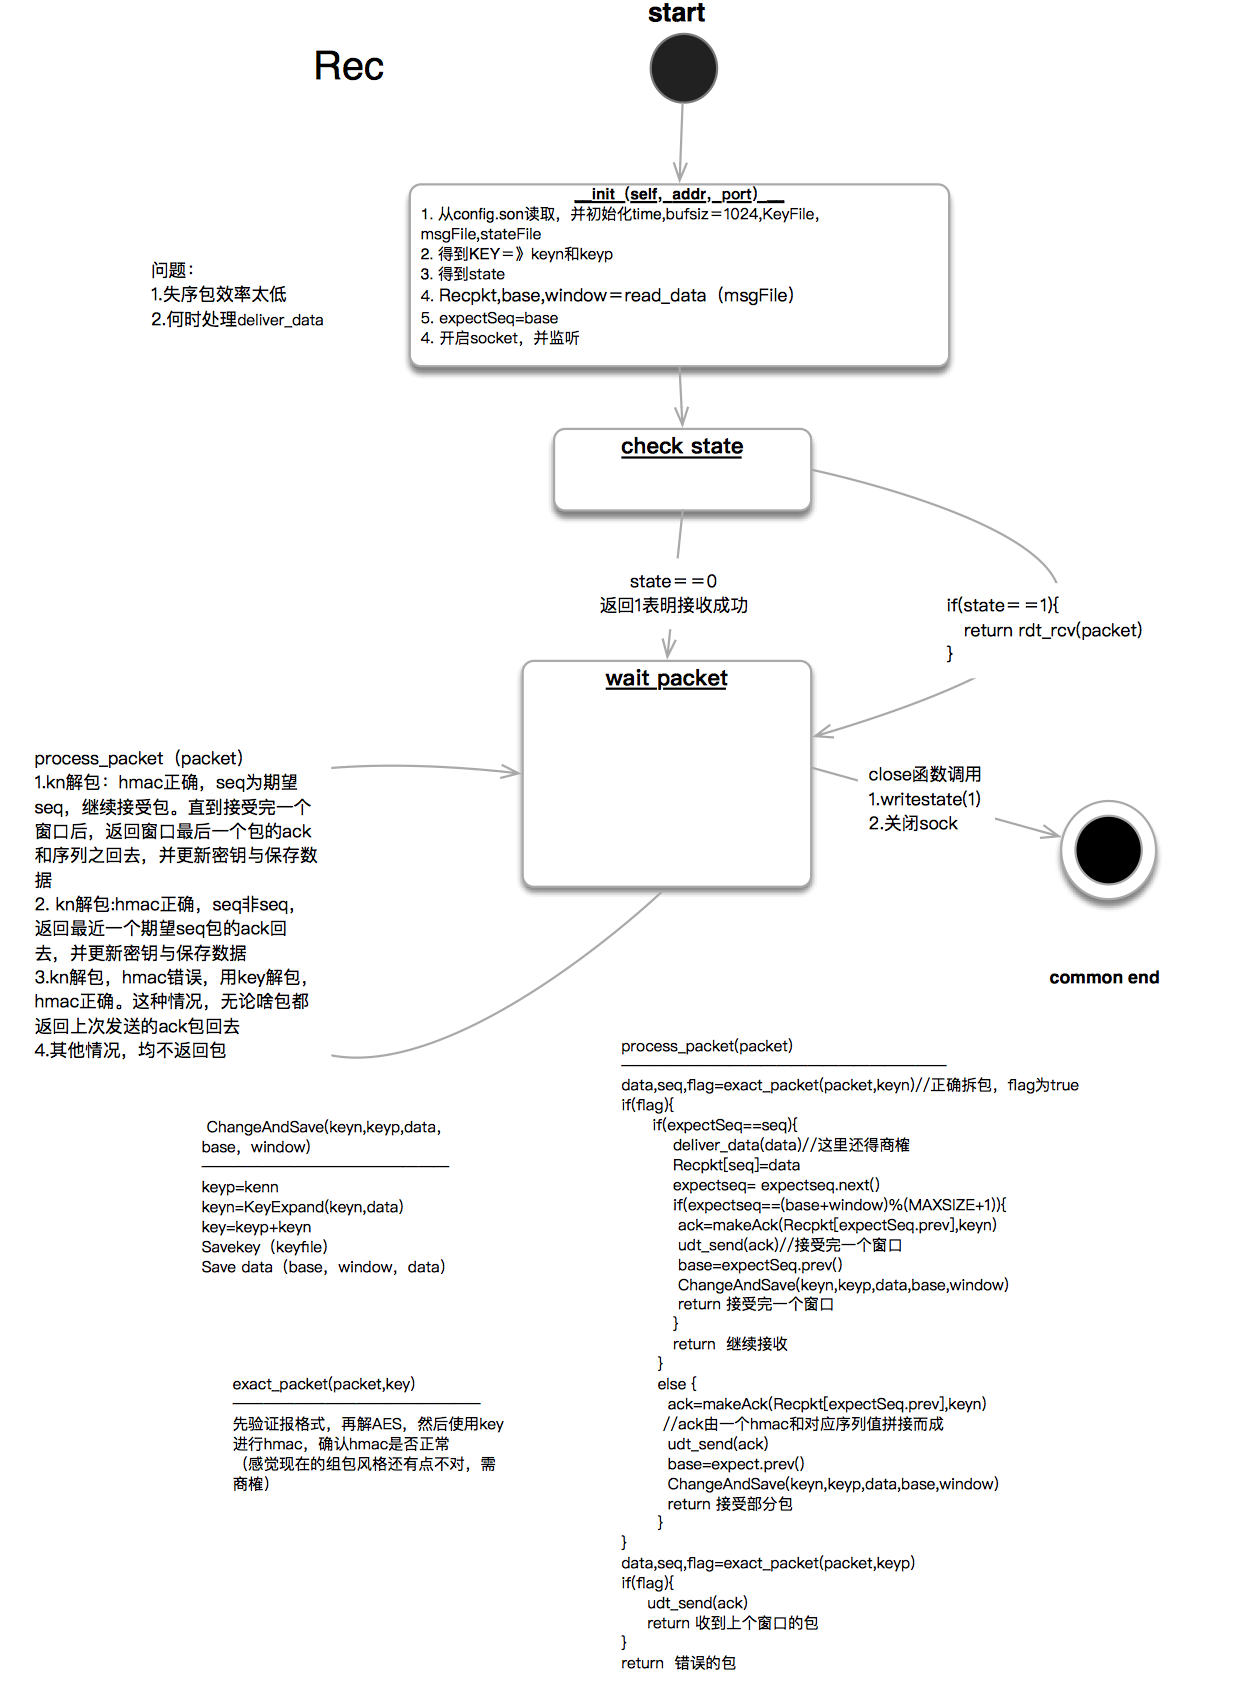 start
Rec
__init（self,_addr,_port）__
1. 从config.son读取，并初始化time,bufsiz＝1024,KeyFile，
msgFile,stateFile
2. 得到KEY＝》keyn和keyp
3. 得到state
4. Recpkt,base,window＝read_data（msgFile）
5. expectSeq=base
4. 开启socket，并监听
问题：
1.失序包效率太低
2.何时处理deliver_data
check state
state＝＝0
返回1表明接收成功
if(state＝＝1){
return rdt_rcv(packet)
}
wait packet
process_packet（packet）
1.kn解包：hmac正确，seq为期望
seq，继续接受包。直到接受完一个
窗口后，返回窗口最后一个包的ack
和序列之回去，并更新密钥与保存数
据
2. kn解包:hmac正确，seq非seq，
返回最近一个期望seq包的ack回
去，并更新密钥与保存数据
3.kn解包，hmac错误，用key解包，
hmac正确。这种情况，无论啥包都
返回上次发送的ack包回去
4.其他情况，均不返回包
close函数调用
1.writestate(1)
2.关闭sock
common end
ChangeAndSave(keyn,keyp,data，
base，window)
keyp=kenn
keyn=KeyExpand(keyn,data)
key=keyp+keyn
Savekey（keyfile）
Save data（base，window，data）
exact_packet(packet,key)
先验证报格式，再解AES，然后使用key
进行hmac，确认hmac是否正常
（感觉现在的组包风格还有点不对，需
商榷）
process_packet(packet)
data,seq,flag=exact_packet(packet,keyn)//正确拆包，flag为true
if(flag){
if(expectSeq==seq){
deliver_data(data)//这里还得商榷
Recpkt[seq]=data
expectseq= expectseq.next()
if(expectseq==(base+window)%(MAXSIZE+1)){
ack=makeAck(Recpkt[expectSeq.prev],keyn)
udt_send(ack)//接受完一个窗口
base=expectSeq.prev()
ChangeAndSave(keyn,keyp,data,base,window)
return 接受完一个窗口
}
return  继续接收
}
else {
ack=makeAck(Recpkt[expectSeq.prev],keyn)
//ack由一个hmac和对应序列值拼接而成
udt_send(ack)
base=expect.prev()
ChangeAndSave(keyn,keyp,data,base,window)
return 接受部分包
}
}
data,seq,flag=exact_packet(packet,keyp)
if(flag){
udt_send(ack)
return 收到上个窗口的包
}
return  错误的包